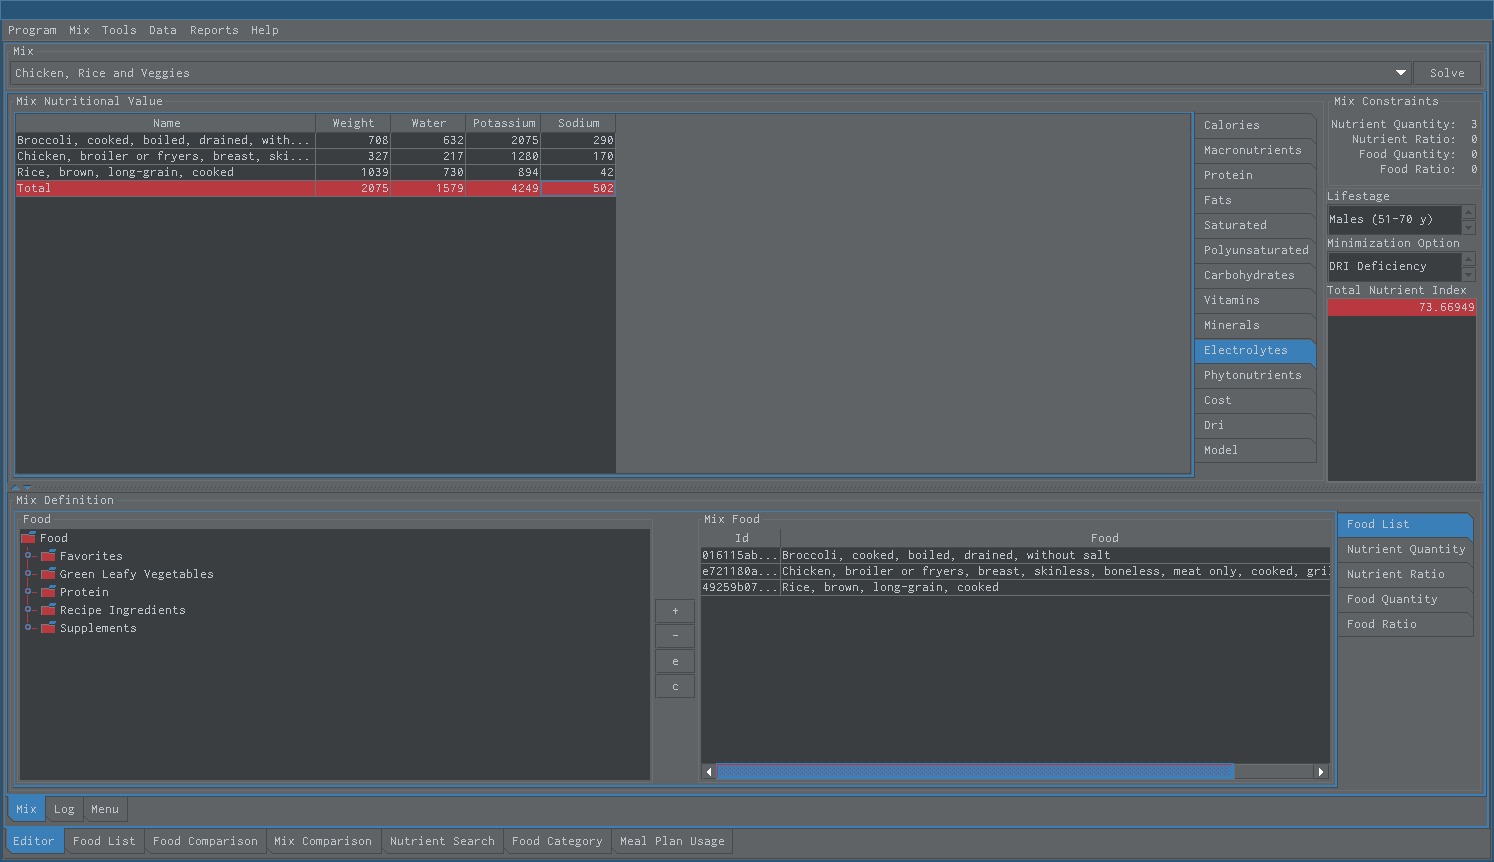 Program Mix Tools Data Reports Help
Mix
Chicken, Rice and Veggies Solve
Mix Nutritional Value
Name Weight Water Potassium Sodium
Broccoli, cooked, boiled, drained, with... 708 632 2075 290
Chicken, broiler or fryers, breast, ski... 327 217 1280 170
Rice, brown, long-grain, cooked 1039 730 894 42
Total 2075 1579 4249 502
Calories
Macronutrients
Protein
Fats
Saturated
Polyunsaturated
Carbohydrates
Vitamins
Minerals
Electrolytes
Phytonutrients
Cost
Dri
Model
Mix Constraints
Nutrient Quantity: 3
Nutrient Ratio: 0
Food Quantity: 0
Food Ratio: 0
Lifestage
Males (51-70 y)
Minimization Option
DRI Deficiency
Total Nutrient Index
73.66949
Mix Definition
Food
Food
Favorites
Green Leafy Vegetables
Protein
Recipe Ingredients
Supplements
+
-
e
c
Mix Food
Id Food
016115ab... Broccoli, cooked, boiled, drained, without salt
e721180a... Chicken, broiler or fryers, breast, skinless, boneless, meat only, cooked, gril
49259b07... Rice, brown, long-grain, cooked
Food List
Nutrient Quantity
Nutrient Ratio
Food Quantity
Food Ratio
Mix Log Menu
Editor Food List Food Comparison Mix Comparison Nutrient Search Food Category Meal Plan Usage